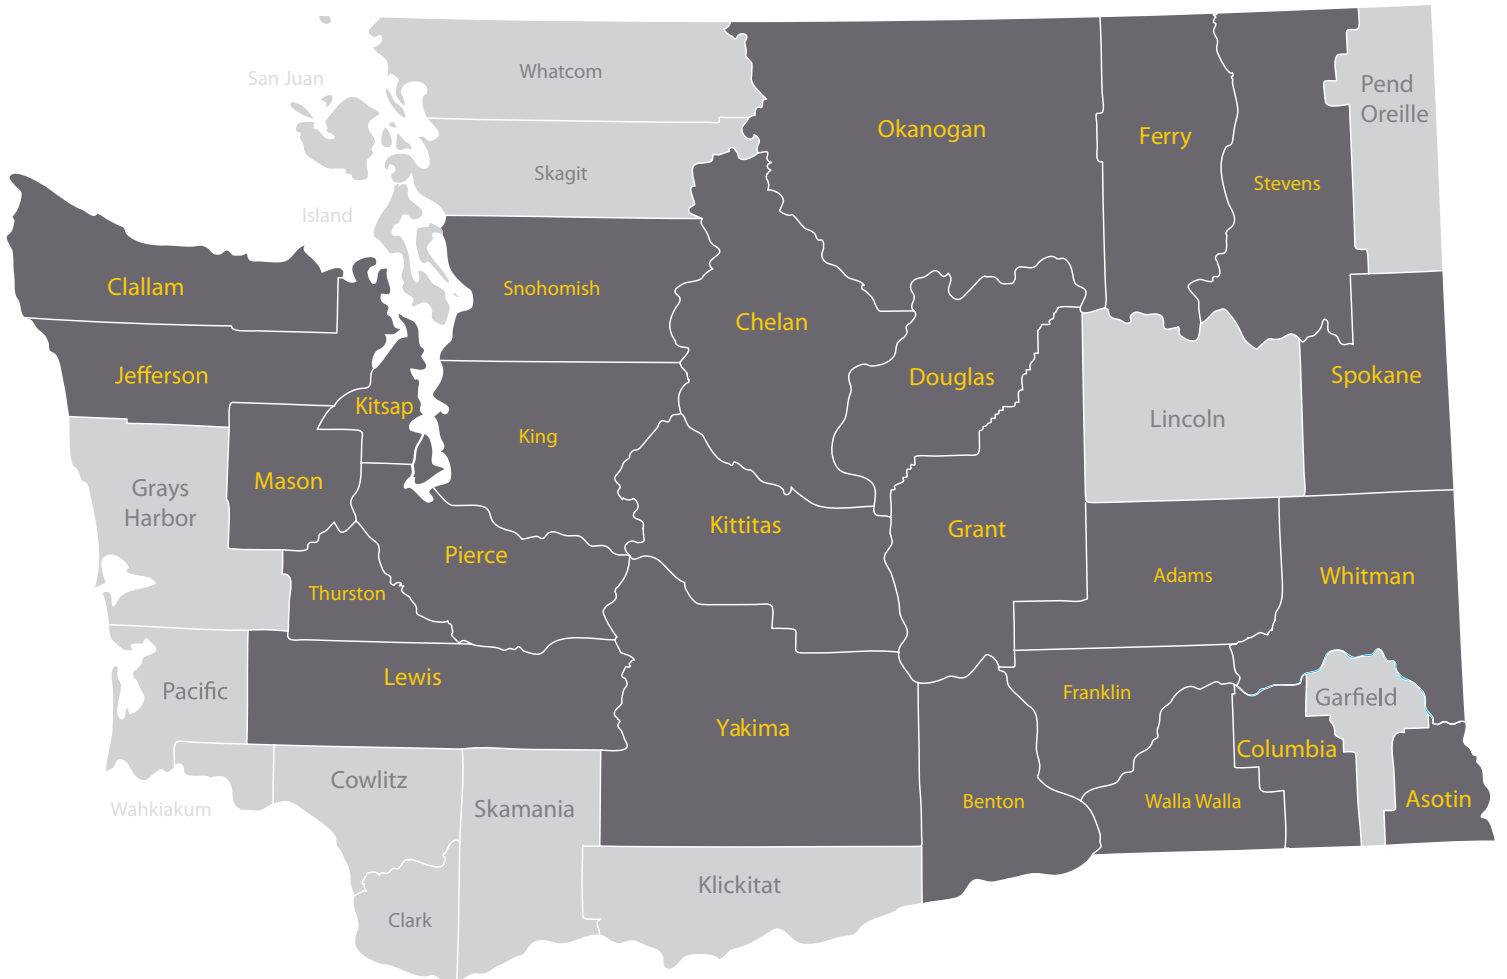 Whatcom
San Juan
Pend
Oreille
Okanogan
Ferry
Skagit
Stevens
Island
Clallam
Snohomish
Chelan
Jefferson
Douglas
Spokane
Kitsap
Lincoln
King
Mason
Grays
Harbor
Kittitas
Grant
Pierce
Adams
Whitman
Thurston
Lewis
Pacific
Franklin
Garfield
Yakima
Columbia
Cowlitz
Benton
Walla Walla
Asotin
Wahkiakum
Skamania
Klickitat
Clark